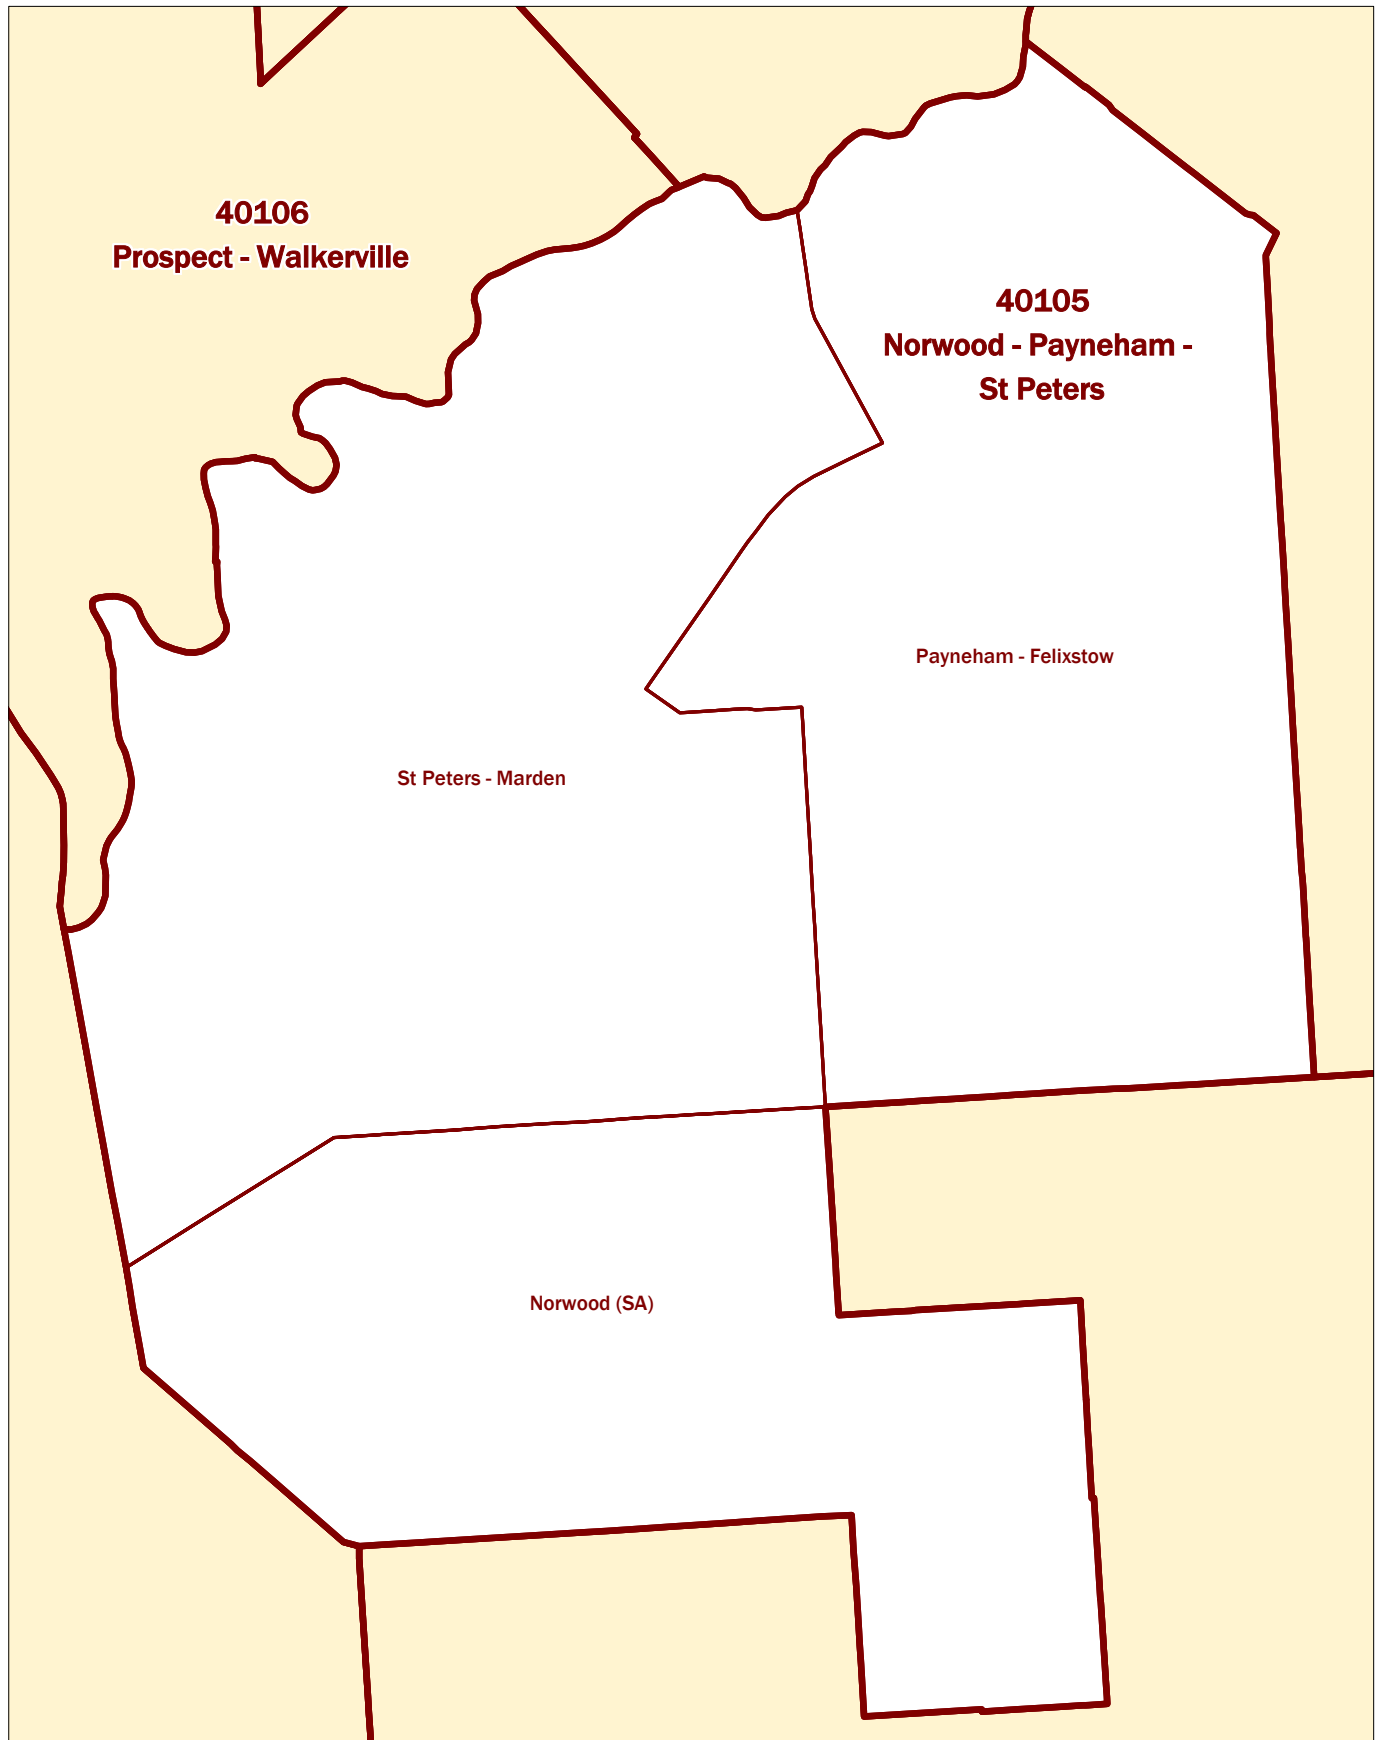 40106
Prospect - Walkerville
40105
Norwood - Payneham -
St Peters
Payneham - Felixstow
St Peters - Marden
Norwood (SA)